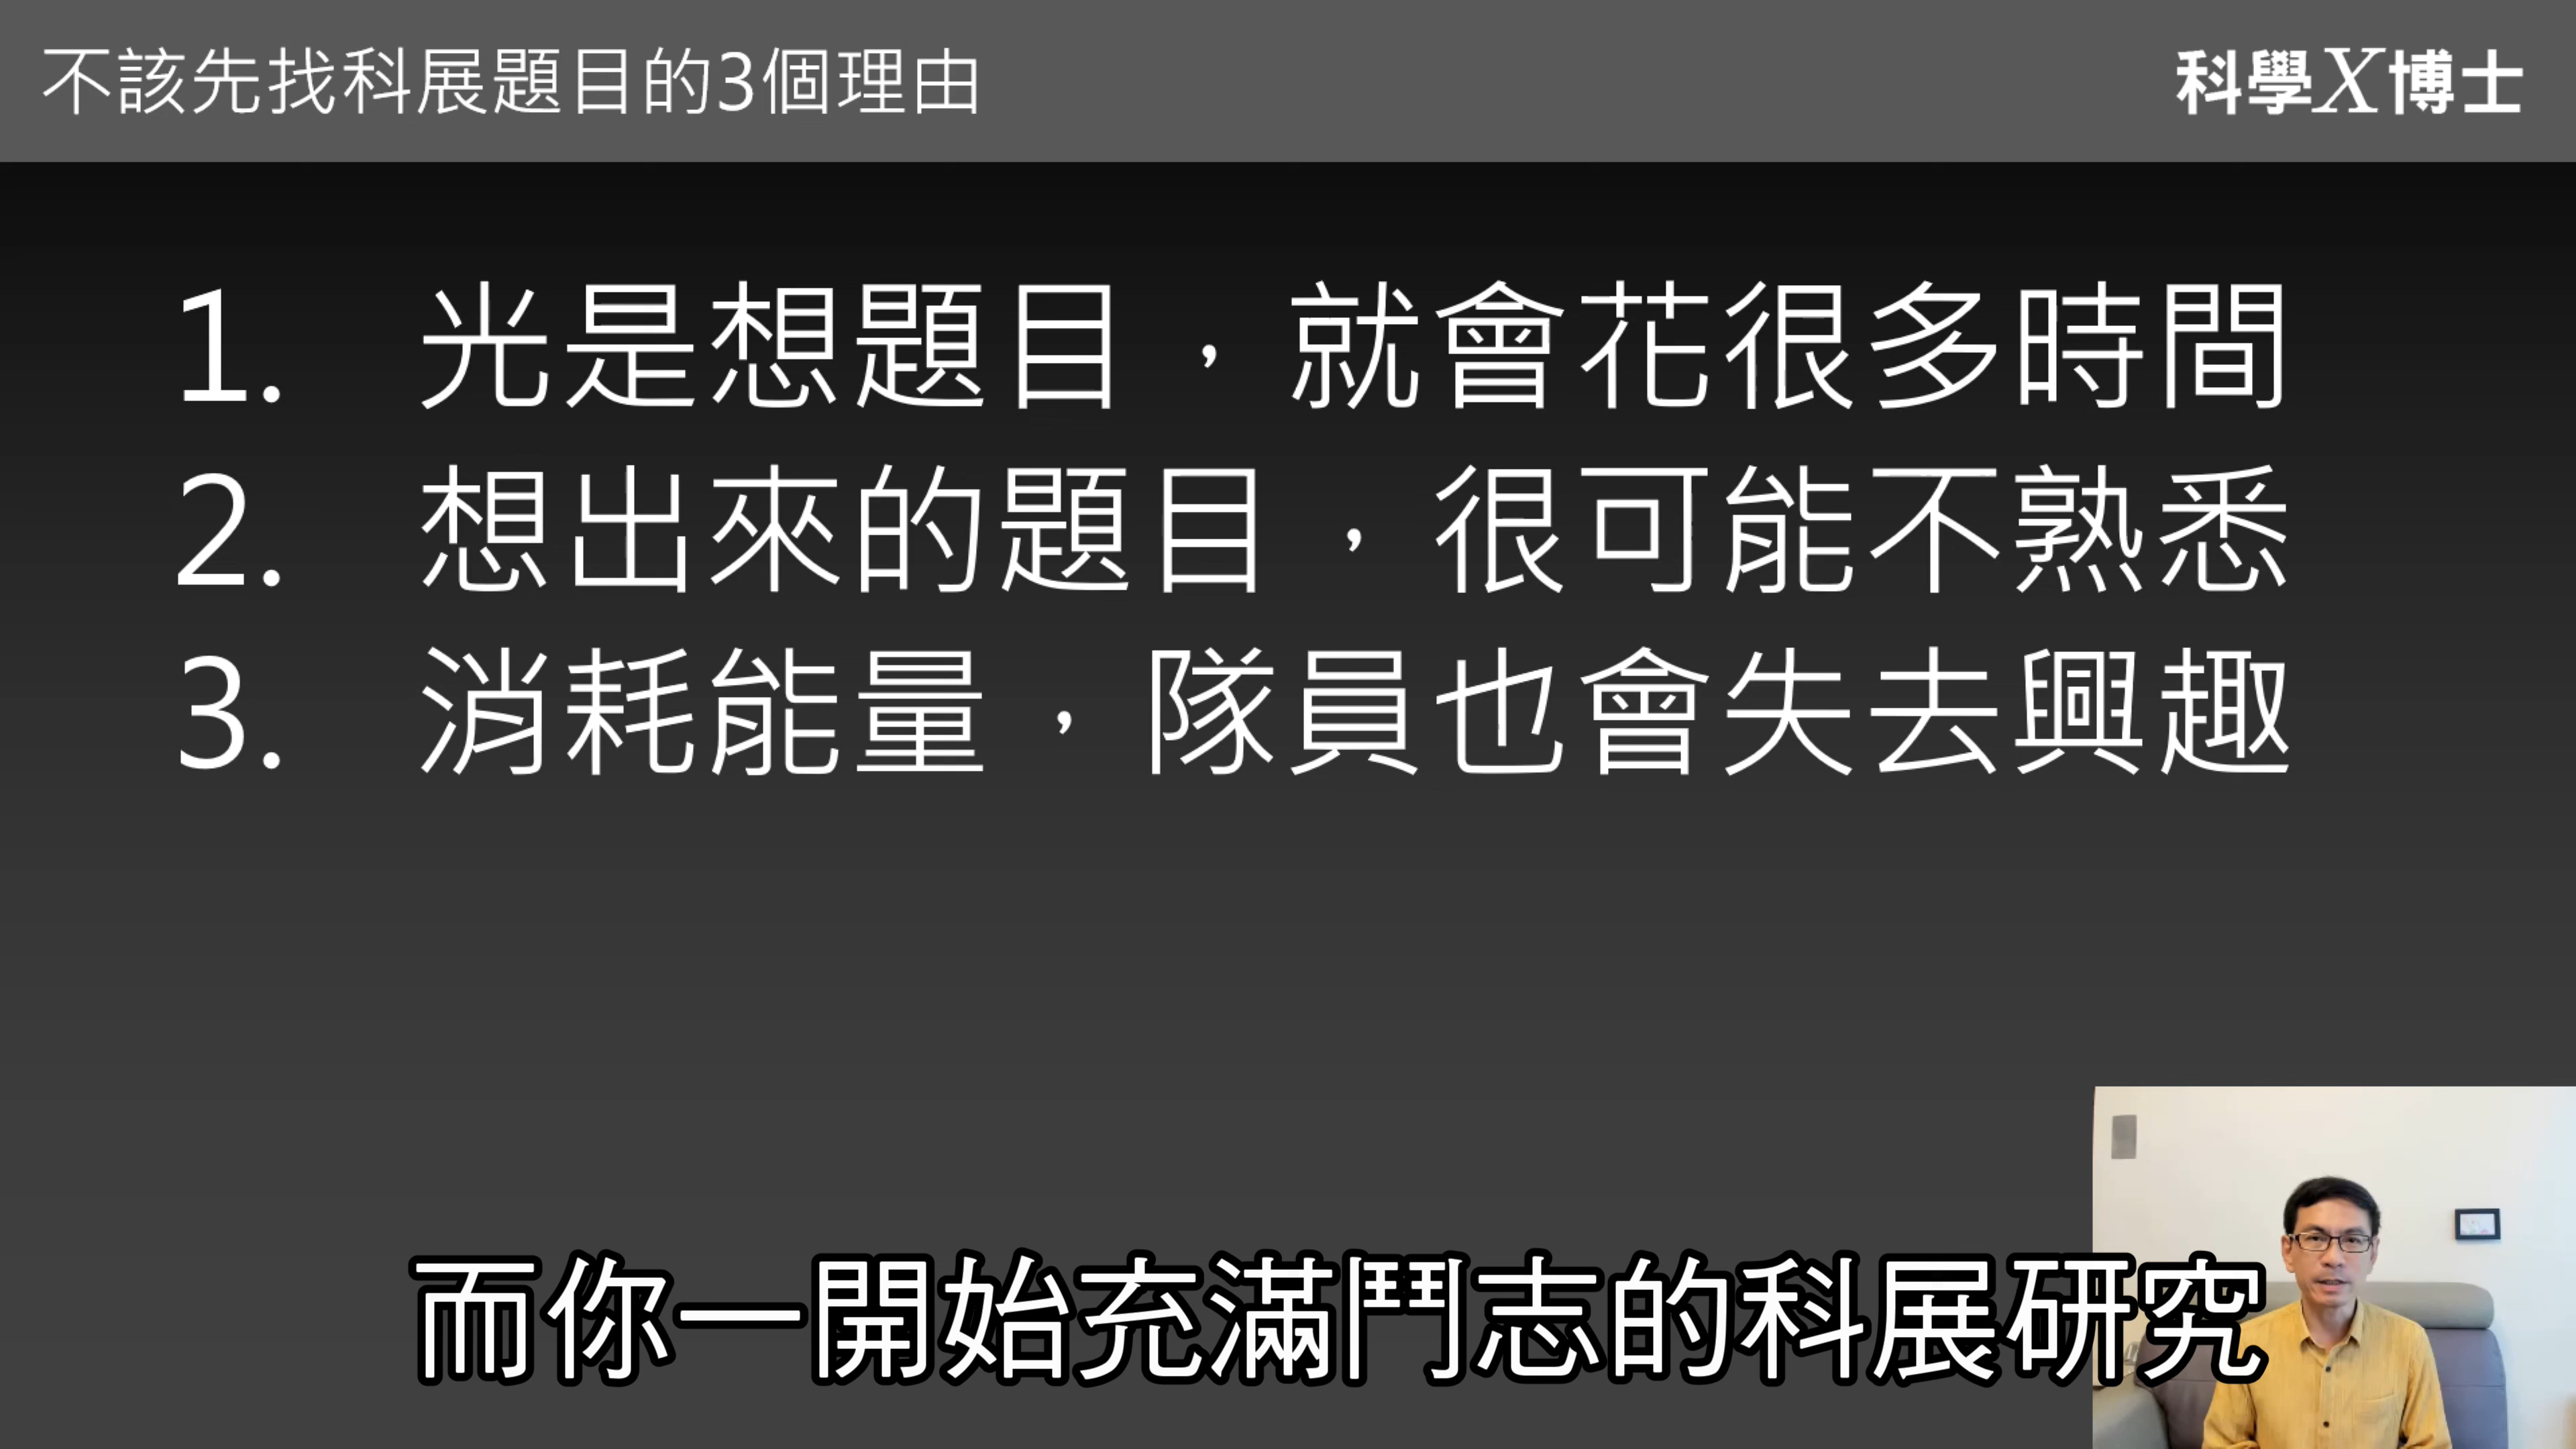 不該先找科展題目的3個理由
科學X博士
1. 光是想題目，就會花很多時間
2. 想出來的題目，很可能不熟悉
3. 消耗能量，隊員也會失去興趣
而你一開始充滿鬥志的科展研究